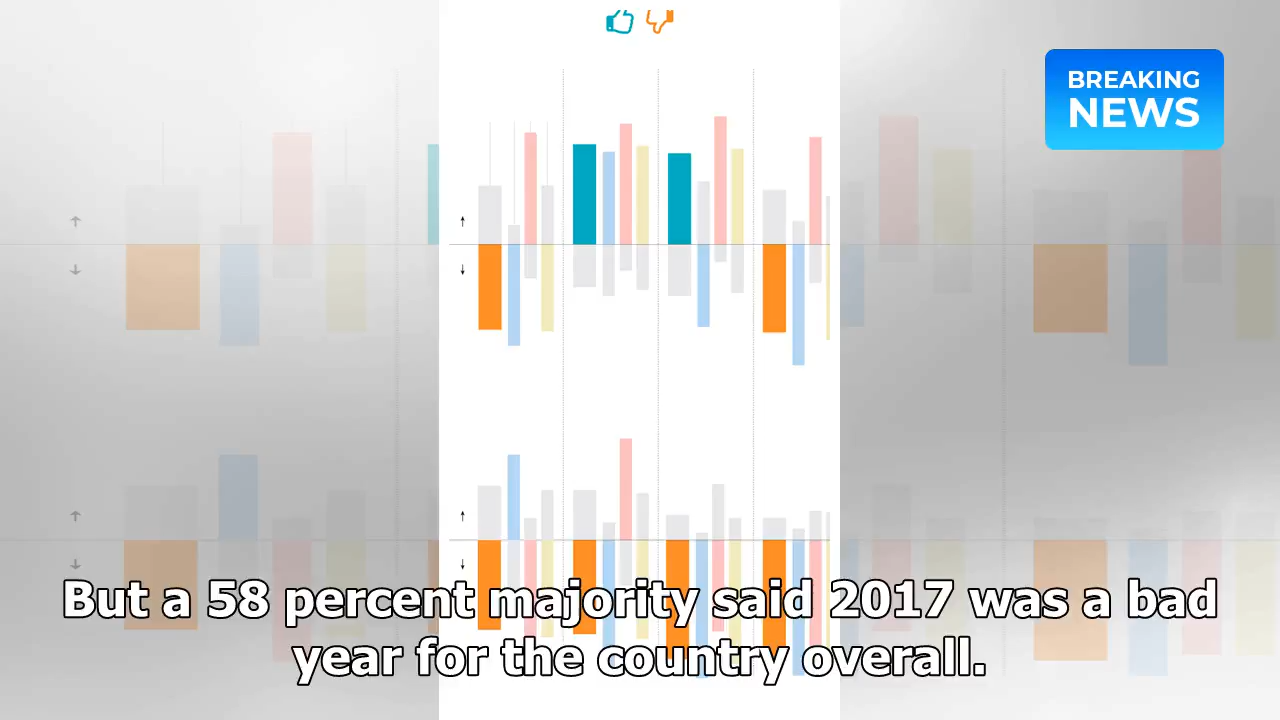 BREAKING
NEWS
But a 58 percent majority said 2017 was a bad
year for the country overall.